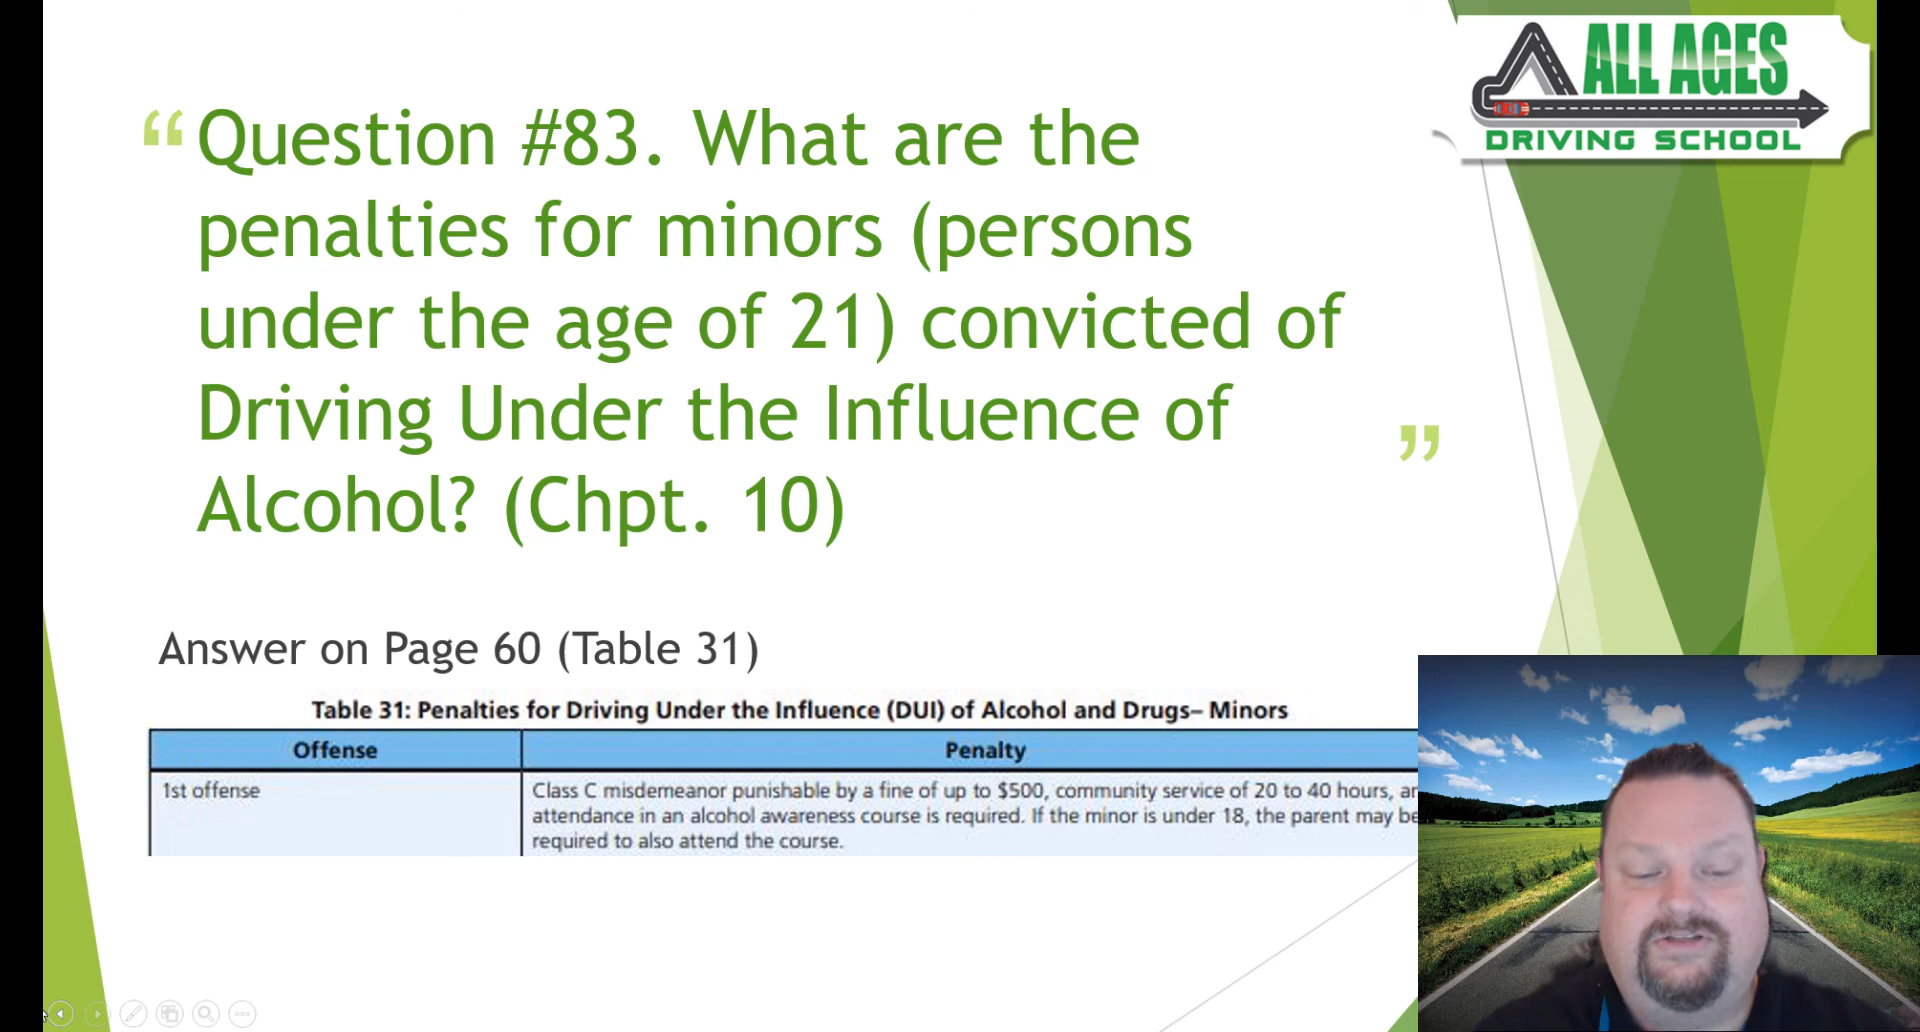 ALL AGES
DRIVING SCHOOL
“Question #83. What are the
penalties for minors (persons
under the age of 21) convicted of
Driving Under the Influence of
Alcohol? (Chpt. 10)”
Answer on Page 60 (Table 31)
Table 31: Penalties for Driving Under the Influence (DUI) of Alcohol and Drugs– Minors
Offense Penalty
1st offense Class C misdemeanor punishable by a fine of up to $500, community service of 20 to 40 hours,
attendance in an alcohol awareness course is required. If the minor is under 18, the parent may be
required to also attend the course.